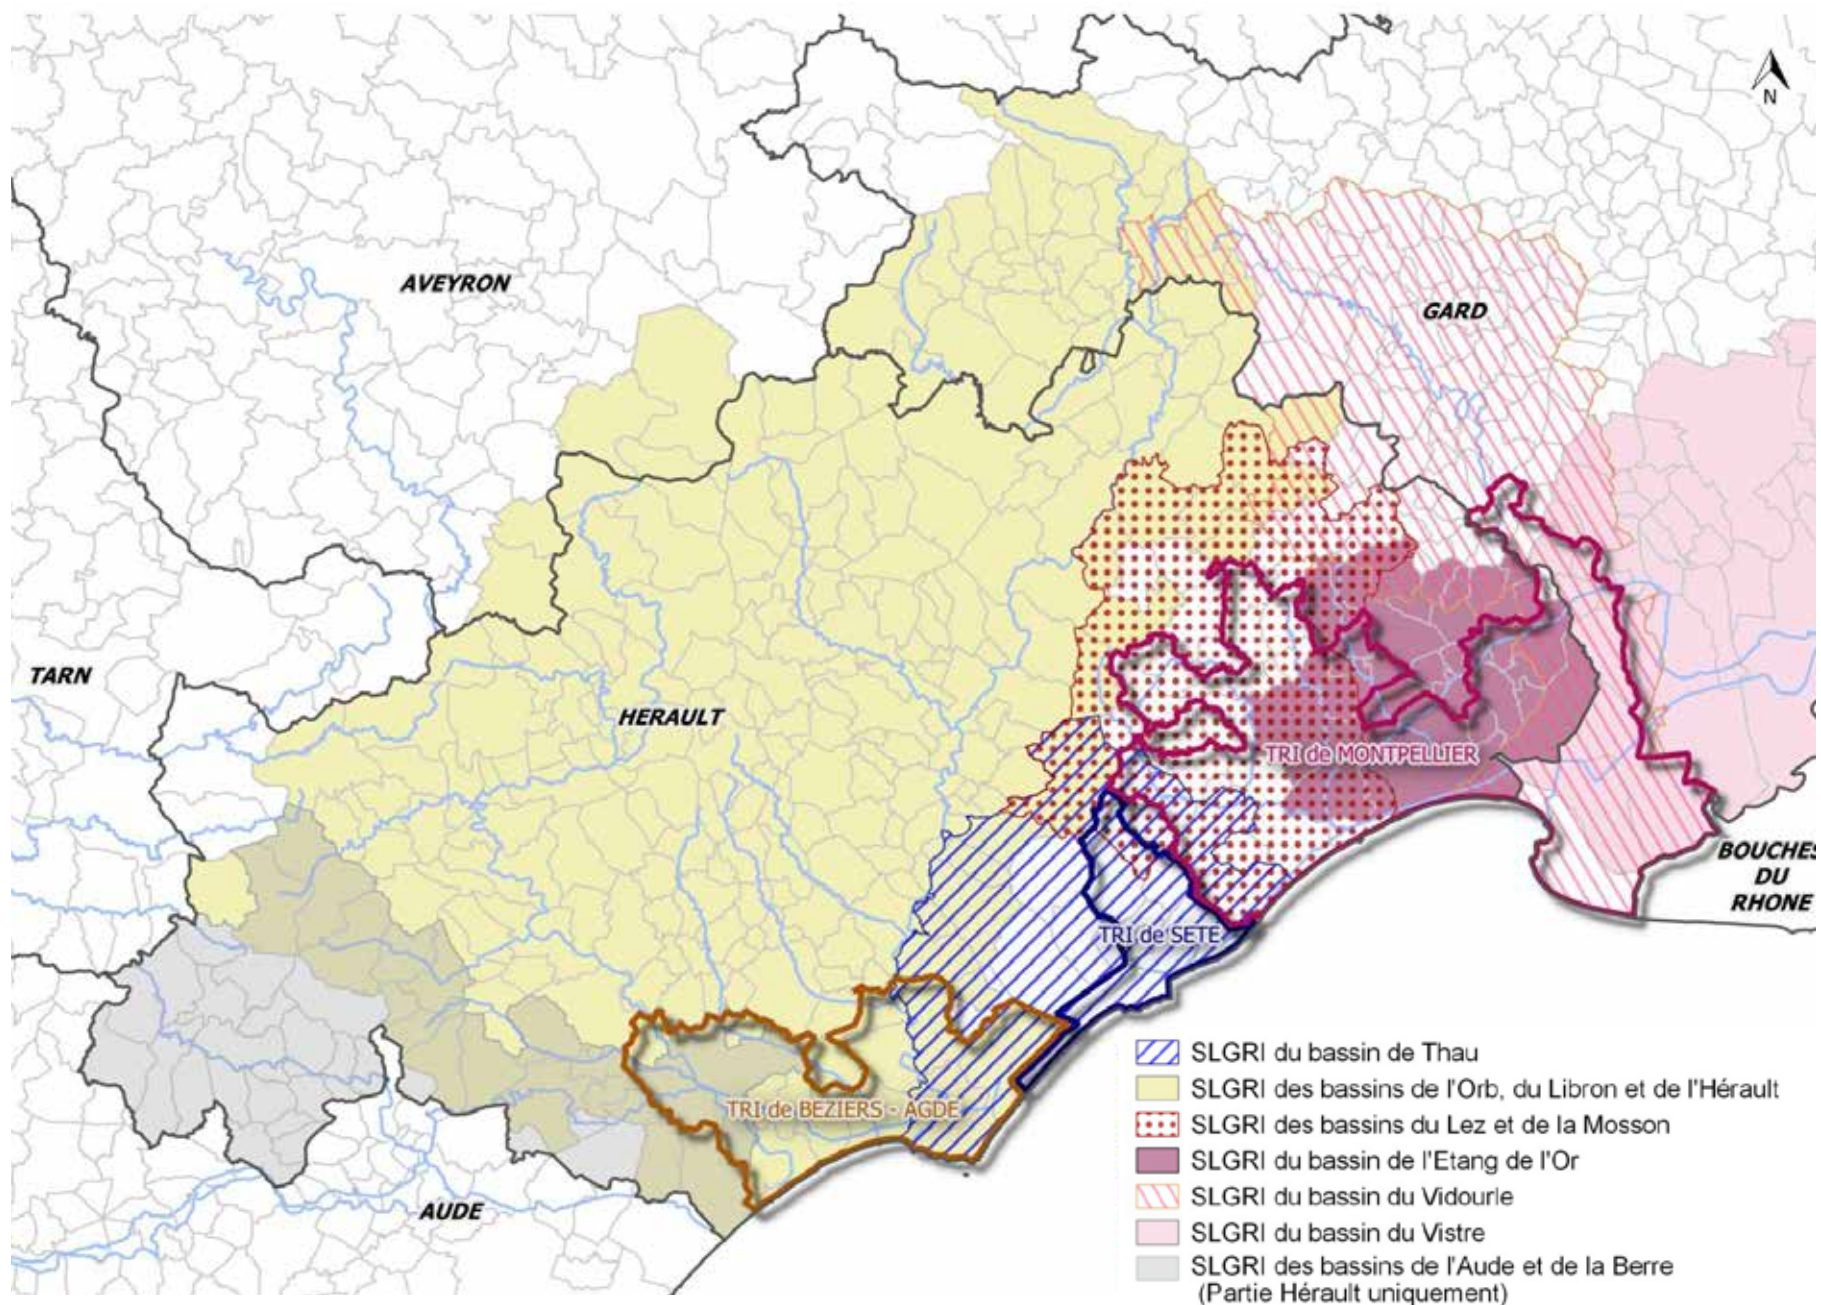 N
AVEYRON
GARD
TARN
HERAULT
TRI de MONTPELLIER
BOUCHES
DU
RHONE
TRI de SETE
TRI de BEZIERS - AGDE
AUDE
SLGRI du bassin de Thau
SLGRI des bassins de l'Orb, du Libron et de l'Hérault
SLGRI des bassins du Lez et de la Mosson
SLGRI du bassin de l'Etang de l'Or
SLGRI du bassin du Vidourle
SLGRI du bassin du Vistre
SLGRI des bassins de l'Aude et de la Berre
(Partie Hérault uniquement)